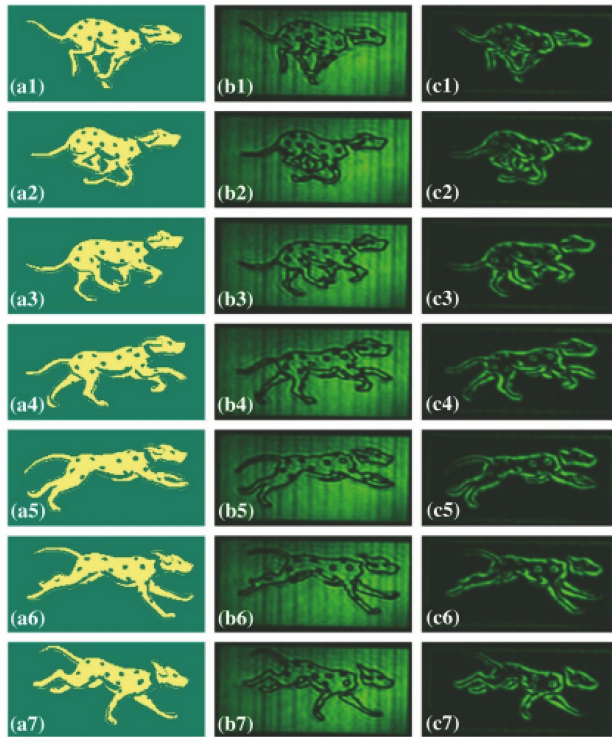 (a1) (b1) (c1)
(a2) (b2) (c2)
(a3) (b3) (c3)
(a4) (b4) (c4)
(a5) (b5) (c5)
(a6) (b6) (c6)
(a7) (b7) (c7)